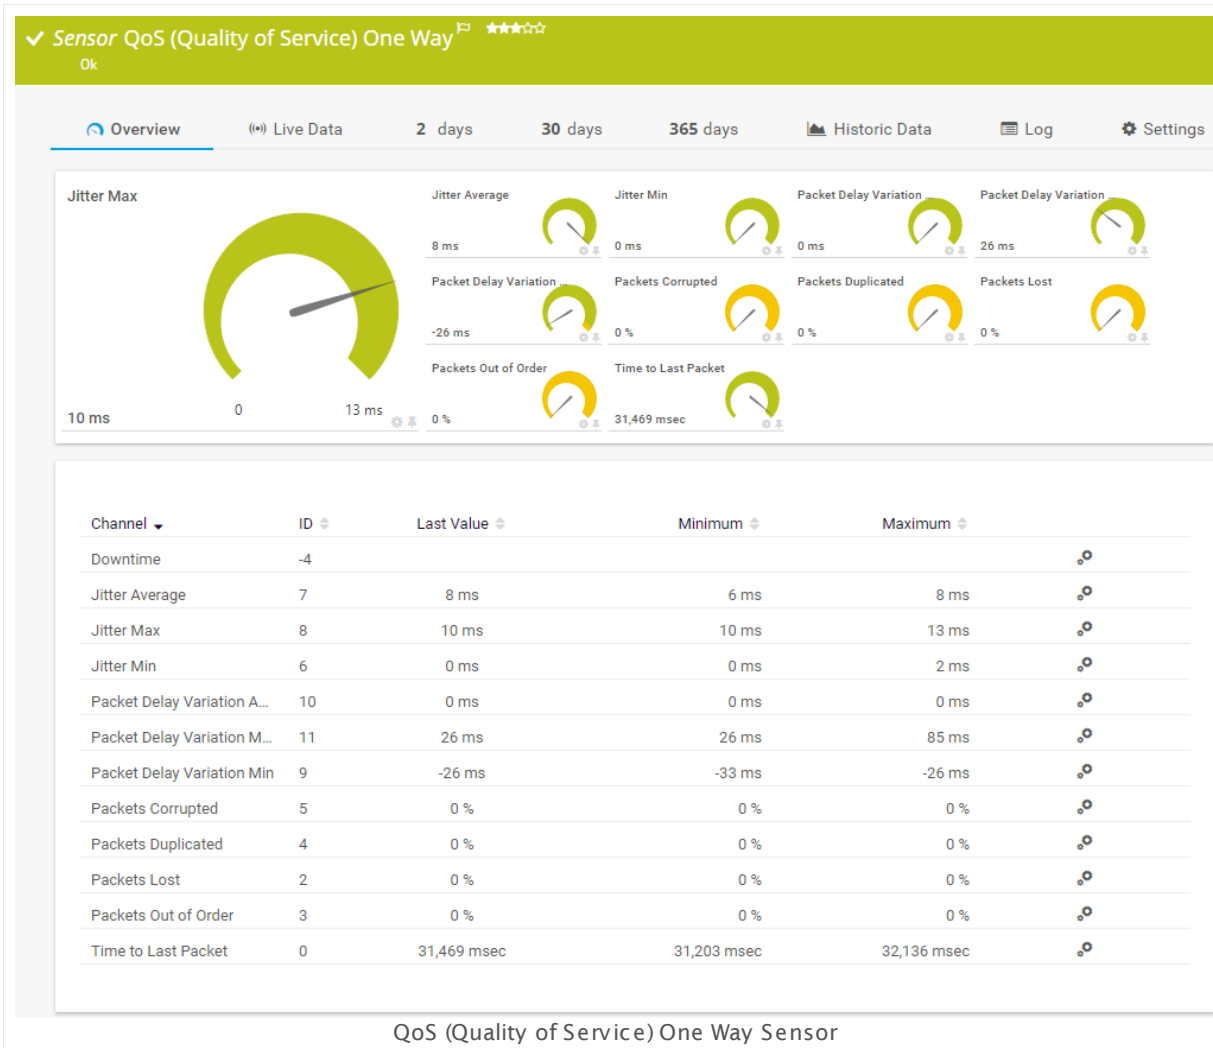 Sensor QoS (Quality of Service) One Way
Ok
Overview Live Data 2 days 30 days 365 days Historic Data Log Settings
Jitter Max
10 ms
0
13 ms
Jitter Average
8 ms
Jitter Min
0 ms
Packet Delay Variation ...
0 ms
Packet Delay Variation ...
26 ms
Packet Delay Variation ...
-26 ms
Packets Corrupted
0 %
Packets Duplicated
0 %
Packets Lost
0 %
Packets Out of Order
0 %
Time to Last Packet
31,469 msec
Channel ID Last Value Minimum Maximum
Downtime -4
Jitter Average 7 8 ms 6 ms 8 ms
Jitter Max 8 10 ms 10 ms 13 ms
Jitter Min 6 0 ms 0 ms 2 ms
Packet Delay Variation A... 10 0 ms 0 ms 0 ms
Packet Delay Variation M... 11 26 ms 26 ms 85 ms
Packet Delay Variation Min 9 -26 ms -33 ms -26 ms
Packets Corrupted 5 0 % 0 % 0 %
Packets Duplicated 4 0 % 0 % 0 %
Packets Lost 2 0 % 0 % 0 %
Packets Out of Order 3 0 % 0 % 0 %
Time to Last Packet 0 31,469 msec 31,203 msec 32,136 msec
QoS (Quality of Service) One Way Sensor